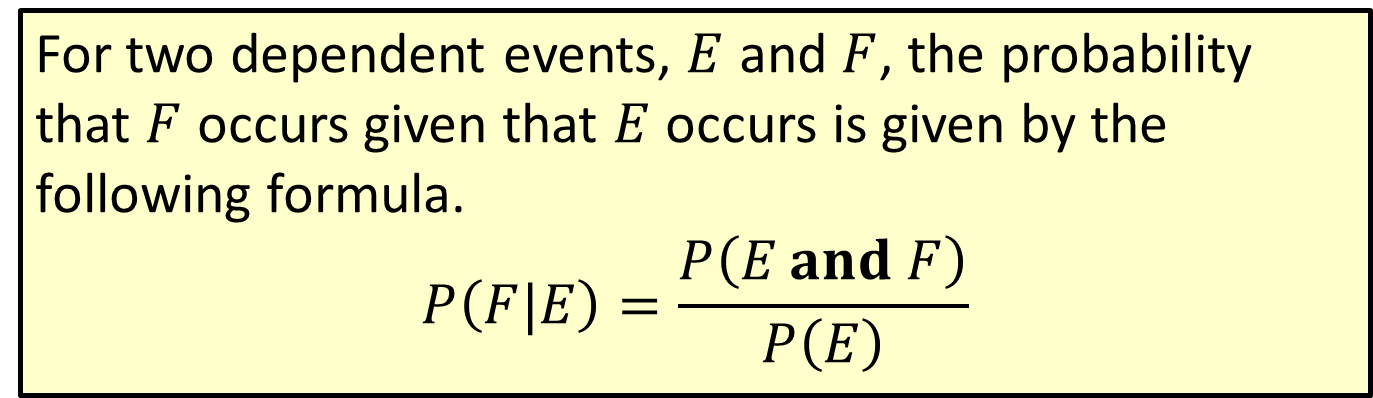 For two dependent events, E and F, the probability
that F occurs given that E occurs is given by the
following formula.
P(F|E) = P(E and F) / P(E)